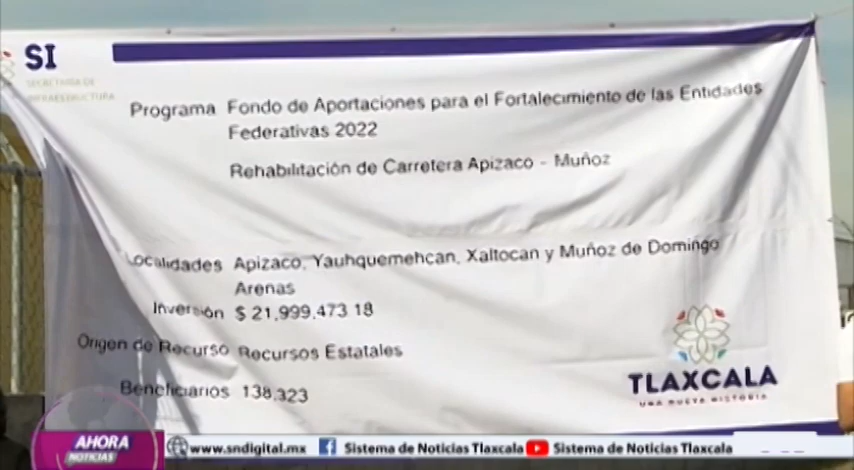 SI
SECRETARÍA DE
INFRAESTRUCTURA
Programa Fondo de Aportaciones para el Fortalecimiento de las Entidades
Federativas 2022
Rehabilitación de Carretera Apizaco - Muñoz
Localidades Apizaco, Yauhquemehcan, Xaltocan y Muñoz de Domingo
Arenas
Inversión $ 21,999,473.18
Origen de Recurso Recursos Estatales
Beneficiarios 138,323
TLAXCALA
UNA NUEVA HISTORIA
AHORA
NOTICIAS
www.sndigital.mx Sistema de Noticias Tlaxcala Sistema de Noticias Tlaxcala